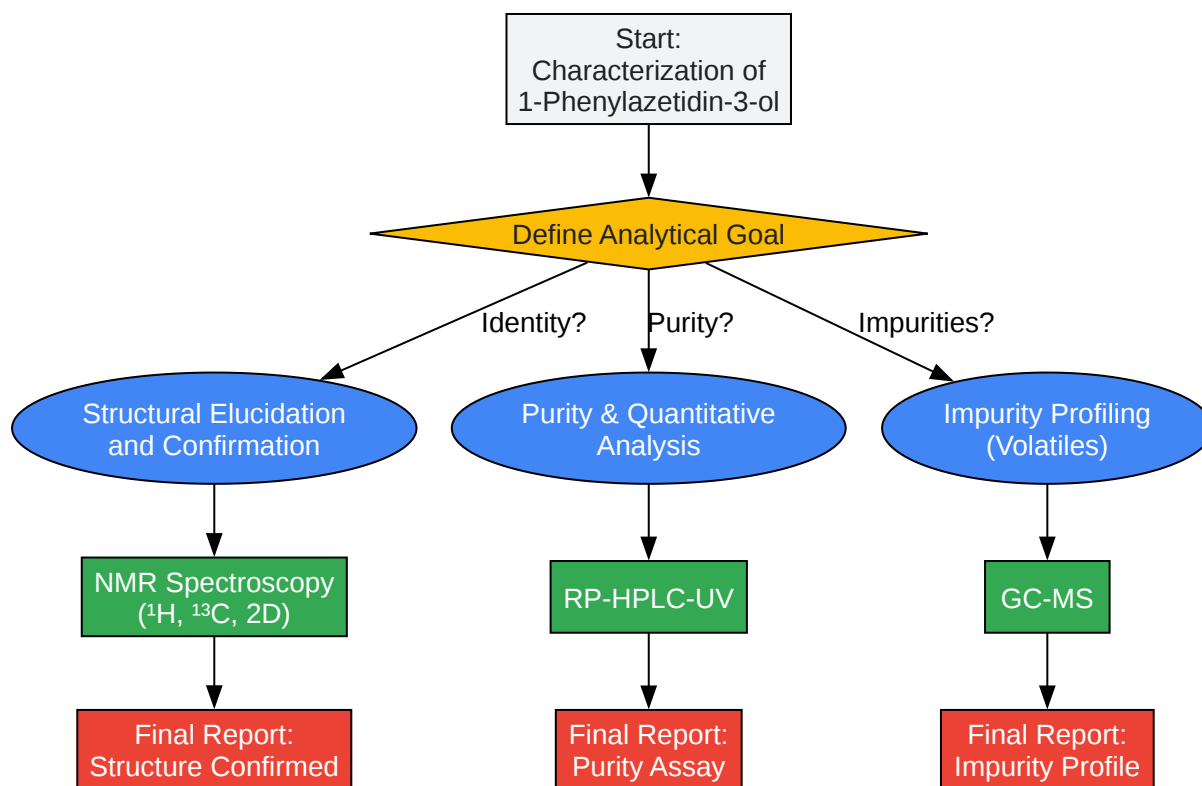 Start:
Characterization of
1-Phenylazetidin-3-ol
Define Analytical Goal
Identity?
Purity?
Impurities?
Structural Elucidation
and Confirmation
Purity & Quantitative
Analysis
Impurity Profiling
(Volatiles)
NMR Spectroscopy
(¹H, ¹³C, 2D)
RP-HPLC-UV
GC-MS
Final Report:
Structure Confirmed
Final Report:
Purity Assay
Final Report:
Impurity Profile